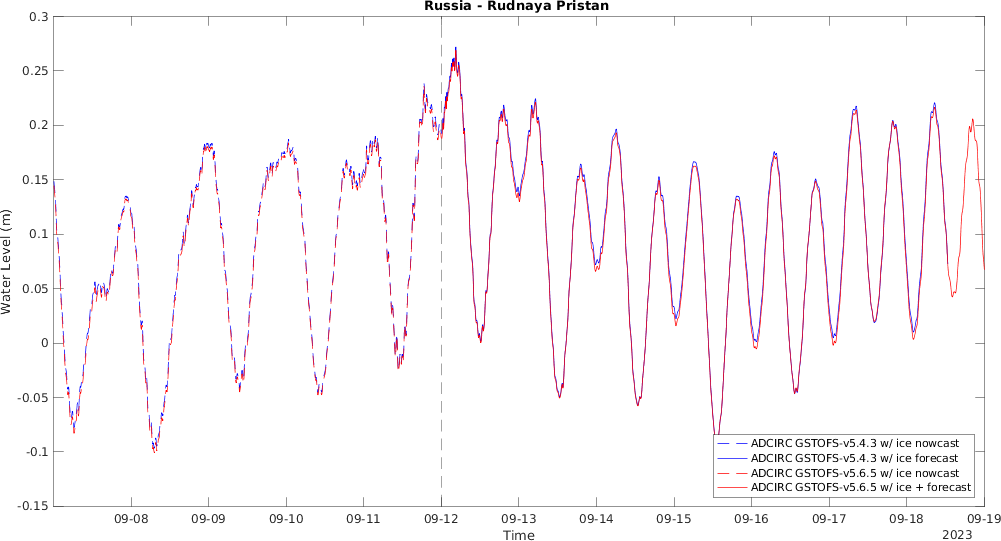 Russia - Rudnaya Pristan
0.3
0.25
0.2
0.15
0.1
0.05
0
-0.05
-0.1
-0.15
Water Level (m)
ADCIRC GSTOFS-v5.4.3 w/ ice nowcast
ADCIRC GSTOFS-v5.4.3 w/ ice forecast
ADCIRC GSTOFS-v5.6.5 w/ ice nowcast
ADCIRC GSTOFS-v5.6.5 w/ ice + forecast
09-08 09-09 09-10 09-11 09-12 09-13 09-14 09-15 09-16 09-17 09-18 09-19
Time
2023